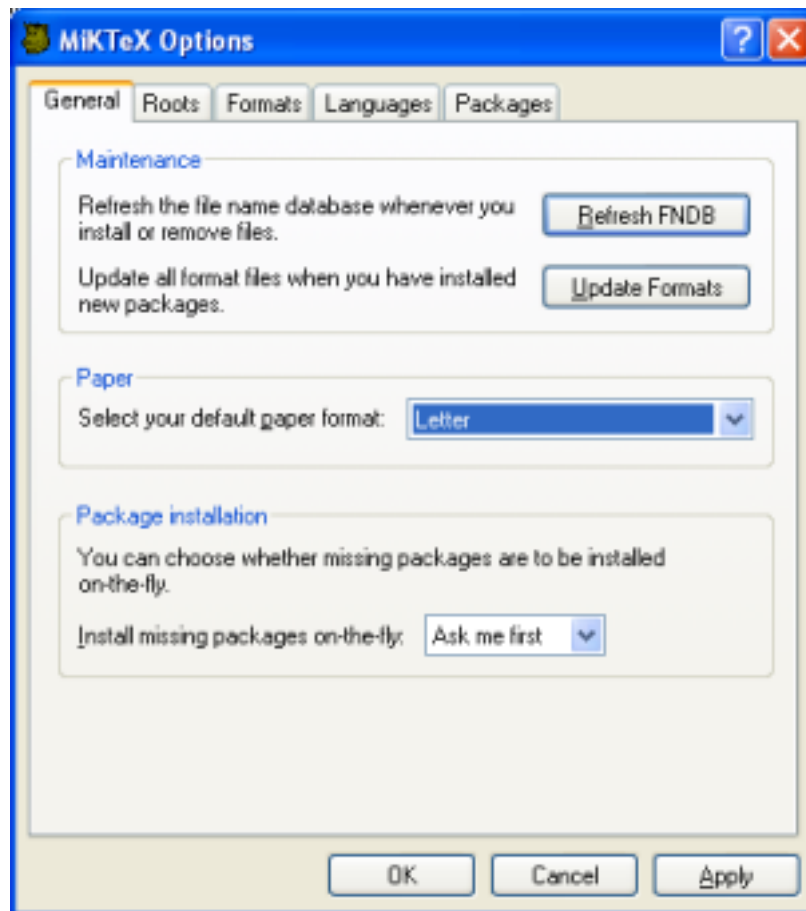 MiKTeX Options
General Roots Formats Languages Packages
Maintenance
Refresh the file name database whenever you
install or remove files.
Refresh FNDB
Update all format files when you have installed
new packages.
Update Formats
Paper
Select your default paper format: Letter
Package installation
You can choose whether missing packages are to be installed
on-the-fly.
Install missing packages on-the-fly: Ask me first
OK Cancel Apply